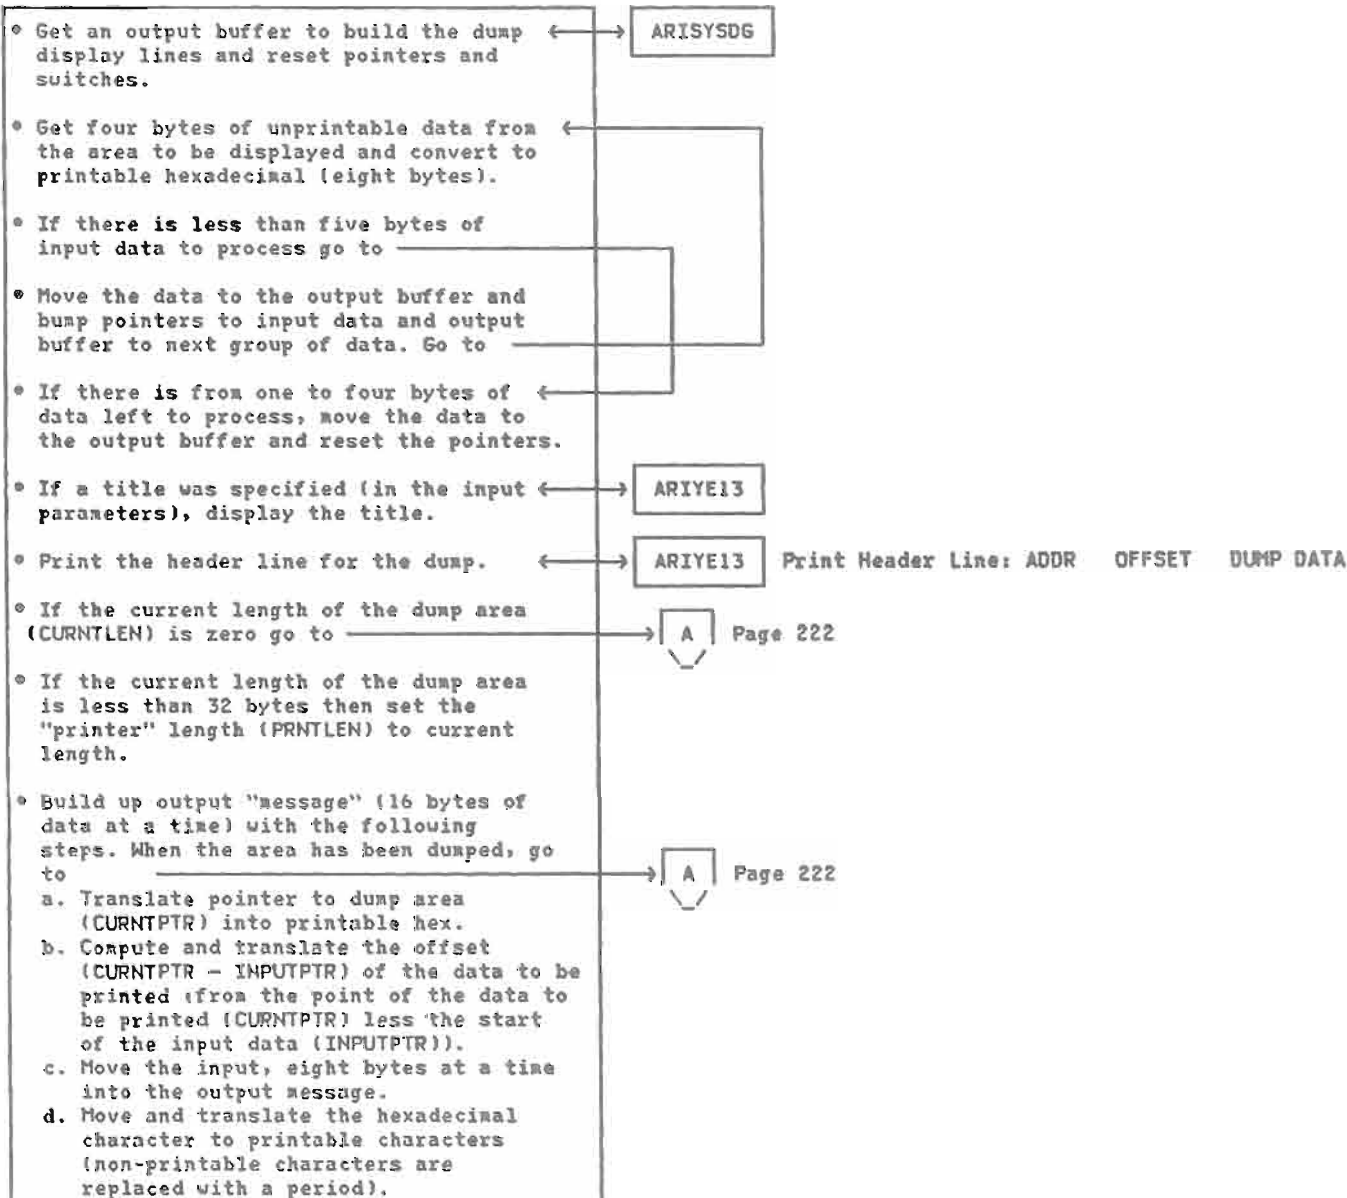 • Get an output buffer to build the dump ARISYSDG
display lines and reset pointers and
switches.
• Get four bytes of unprintable data from
the area to be displayed and convert to
printable hexadecimal (eight bytes).
• If there is less than five bytes of
input data to process go to
• Move the data to the output buffer and
bump pointers to input data and output
buffer to next group of data. Go to
• If there is from one to four bytes of
data left to process, move the data to
the output buffer and reset the pointers.
• If a title was specified (in the input ARIYE13
parameters), display the title.
• Print the header line for the dump. ARIYE13 Print Header Line: ADDR OFFSET DUMP DATA
• If the current length of the dump area
(CURNTLEN) is zero go to A Page 222
• If the current length of the dump area
is less than 32 bytes then set the
"printer" length (PRNTLEN) to current
length.
• Build up output "message" (16 bytes of
data at a time) with the following
steps. When the area has been dumped, go
to A Page 222
a. Translate pointer to dump area
(CURNTPTR) into printable hex.
b. Compute and translate the offset
(CURNTPTR - INPUTPTR) of the data to be
printed (from the point of the data to
be printed (CURNTPTR) less the start
of the input data (INPUTPTR)).
c. Move the input, eight bytes at a time
into the output message.
d. Move and translate the hexadecimal
character to printable characters
(non-printable characters are
replaced with a period).